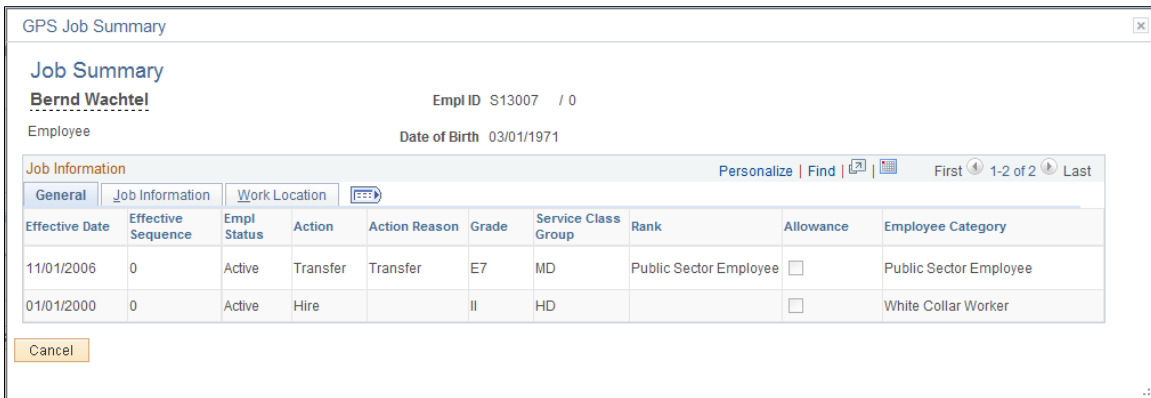 GPS Job Summary
Job Summary
Bernd Wachtel Empl ID S13007 / 0
Employee Date of Birth 03/01/1971
Job Information Personalize | Find | | First 1-2 of 2 Last
General Job Information Work Location
Effective Date Effective Sequence Empl Status Action Action Reason Grade Service Class Group Rank Allowance Employee Category
11/01/2006 0 Active Transfer Transfer E7 MD Public Sector Employee Public Sector Employee
01/01/2000 0 Active Hire II HD White Collar Worker
Cancel